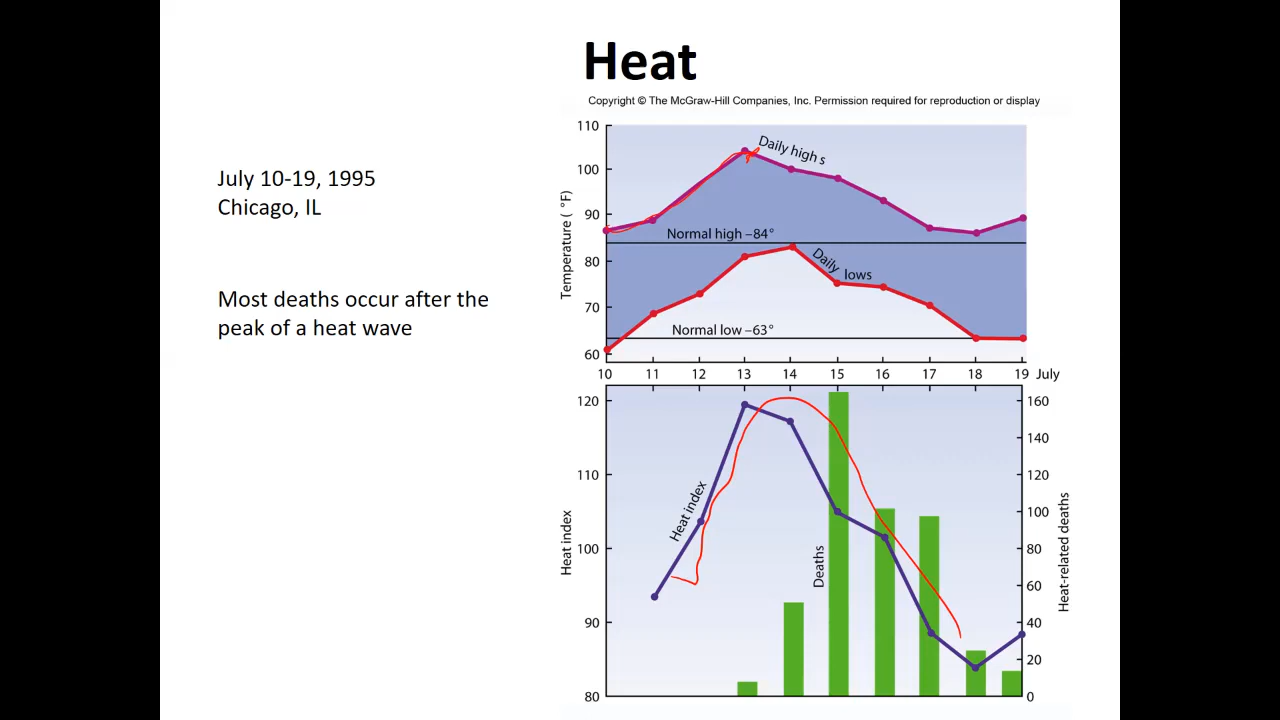 Heat
Copyright © The McGraw-Hill Companies, Inc. Permission required for reproduction or display
July 10-19, 1995
Chicago, IL
Most deaths occur after the
peak of a heat wave
110
100
90
80
70
60
Temperature ( °F)
Daily high s
Normal high –84°
Daily lows
Normal low –63°
10 11 12 13 14 15 16 17 18 19 July
120
110
100
90
80
Heat index
Heat index
Deaths
160
140
120
100
80
60
40
20
0
Heat-related deaths